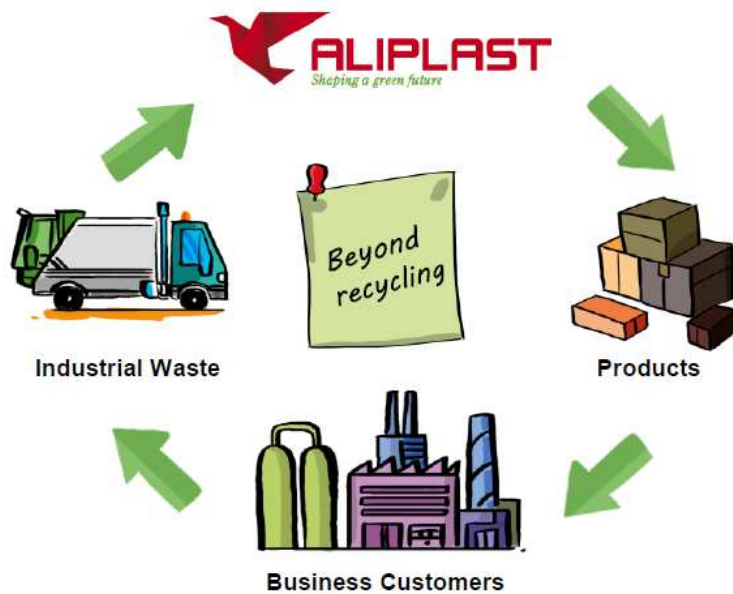 ALIPLAST
Shaping a green future
Beyond
recycling
Industrial Waste
Products
Business Customers